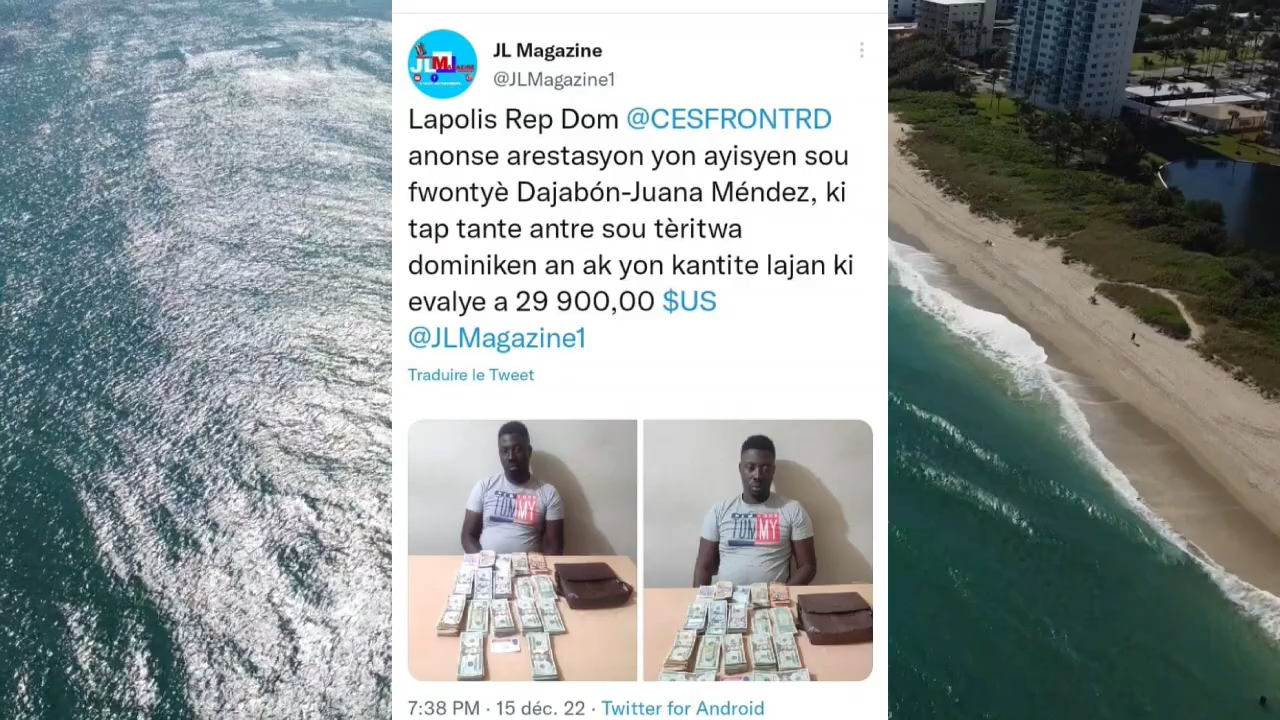 JL Magazine
@JLMagazine1
Lapolis Rep Dom @CESFRONTRD
anonse arestasyon yon ayisyen sou
fwontyè Dajabón-Juana Méndez, ki
tap tante antre sou tèritwa
dominiken an ak yon kantite lajan ki
evalye a 29 900,00 $US
@JLMagazine1
Traduire le Tweet
TOMMY
TOMMY
7:38 PM · 15 déc. 22 · Twitter for Android